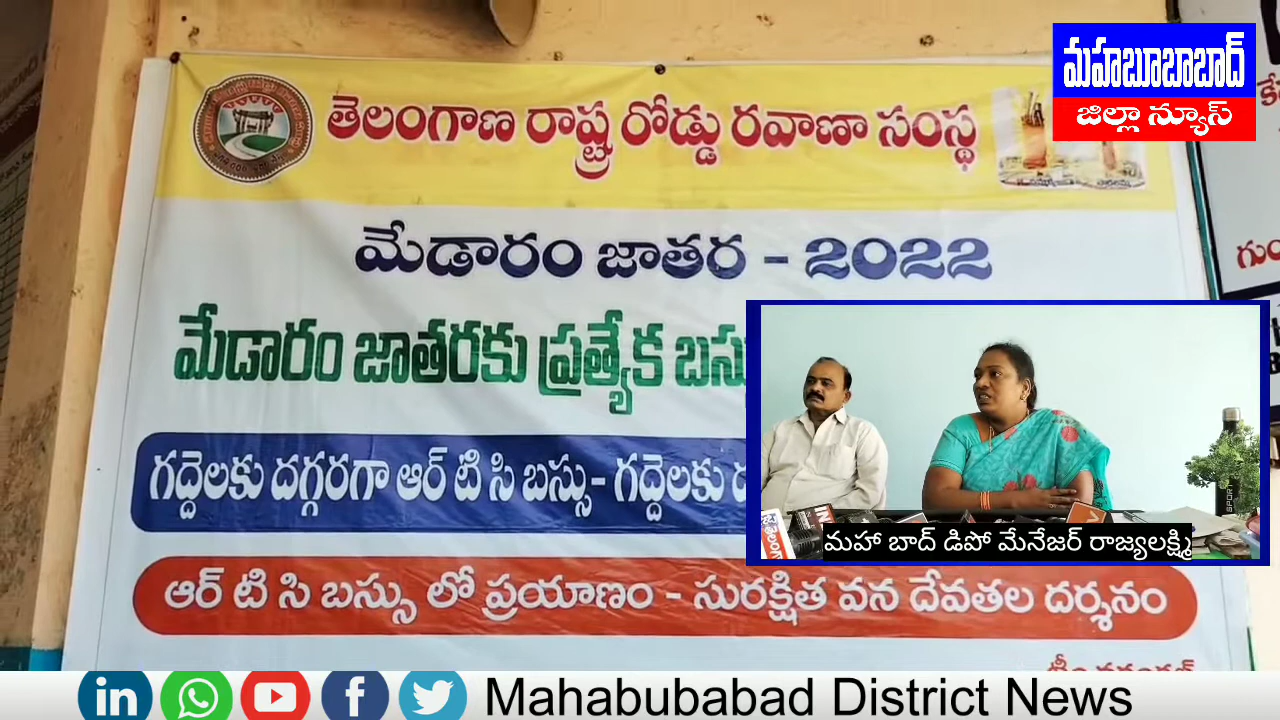 మహబూబాబాద్
జిల్లా న్యూస్
తెలంగాణ రాష్ట్ర రోడ్డు రవాణా సంస్థ
మేడారం జాతర - 2022
మేడారం జాతరకు ప్రత్యేక
గద్దెలకు దగ్గరగా ఆర్ టి సి బస్సు- గద్దెలకు
ఆర్ టి సి బస్సు లో ప్రయాణం - సురక్షిత వన దేవతల దర్శనం
మహా బాద్ డిపో మేనేజర్ రాజ్యలక్ష్మి
SPORT
Mahabubabad District News